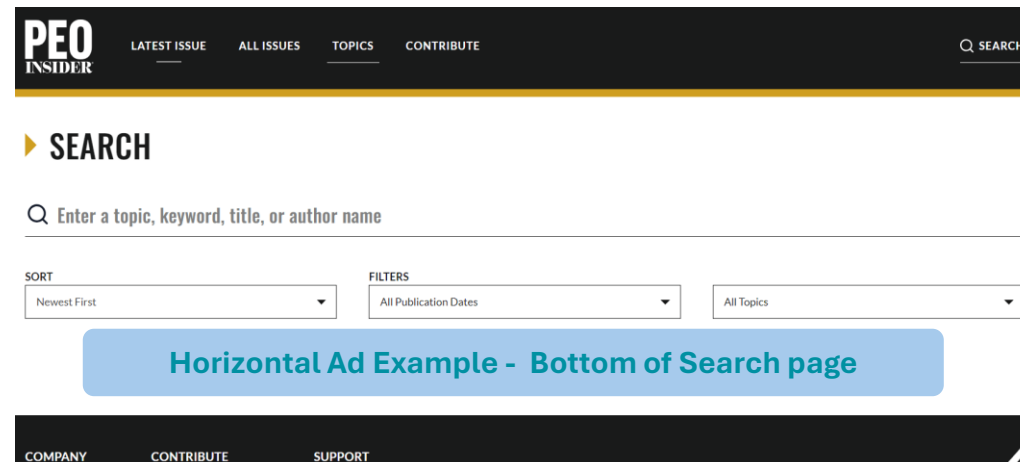 PEO
INSIDER
LATEST ISSUE ALL ISSUES TOPICS CONTRIBUTE SEARCH
SEARCH
Enter a topic, keyword, title, or author name
SORT FILTERS
Newest First All Publication Dates All Topics
Horizontal Ad Example - Bottom of Search page
COMPANY CONTRIBUTE SUPPORT